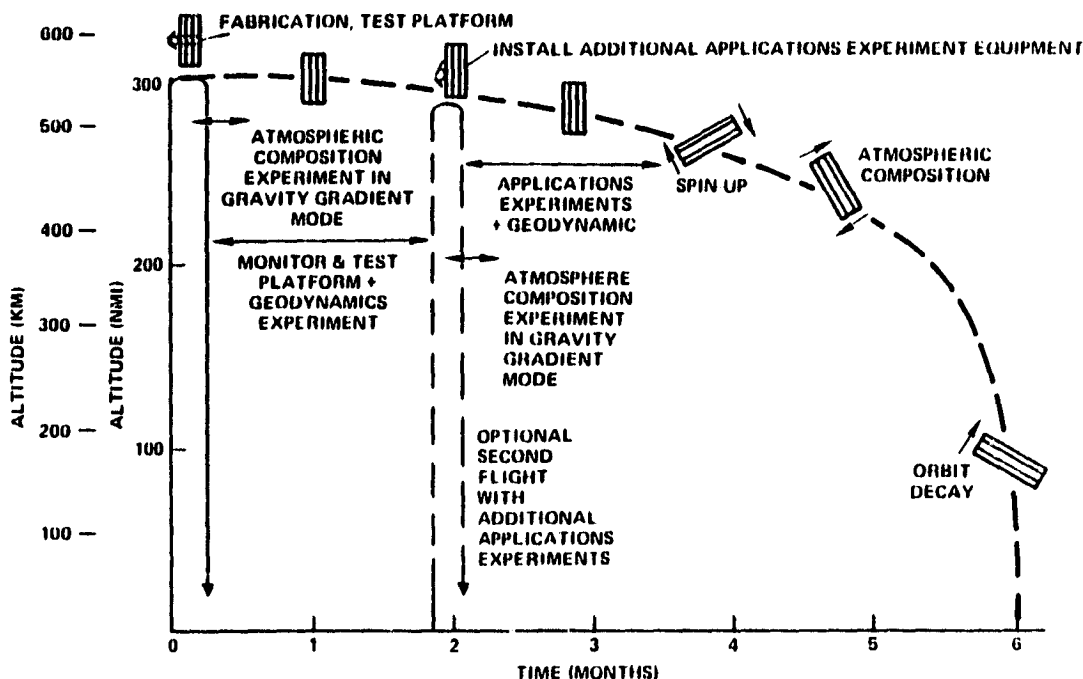 FABRICATION, TEST PLATFORM
INSTALL ADDITIONAL APPLICATIONS EXPERIMENT EQUIPMENT
600
500
400
300
200
100
ALTITUDE (KM)
300
200
100
ALTITUDE (NMI)
ATMOSPHERIC
COMPOSITION
EXPERIMENT IN
GRAVITY GRADIENT
MODE
MONITOR & TEST
PLATFORM +
GEODYNAMICS
EXPERIMENT
APPLICATIONS
EXPERIMENTS
+ GEODYNAMIC
ATMOSPHERE
COMPOSITION
EXPERIMENT
IN GRAVITY
GRADIENT
MODE
OPTIONAL
SECOND
FLIGHT
WITH
ADDITIONAL
APPLICATIONS
EXPERIMENTS
SPIN UP
ATMOSPHERIC
COMPOSITION
ORBIT
DECAY
0 1 2 3 4 5 6
TIME (MONTHS)